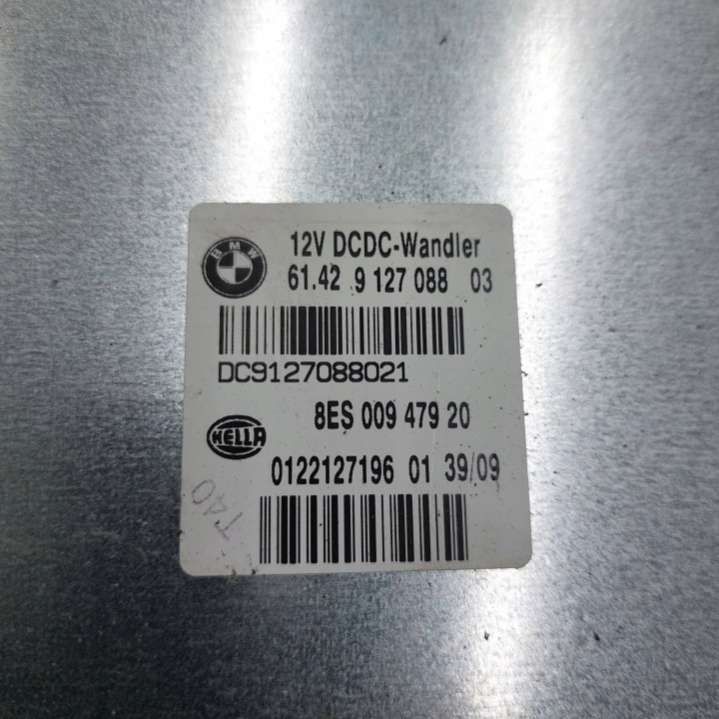 BMW
12V DCDC-Wandler
61.42 9 127 088 03
DC9127088021
8ES 009 479 20
HELLA
0122127196 01 39/09
T40